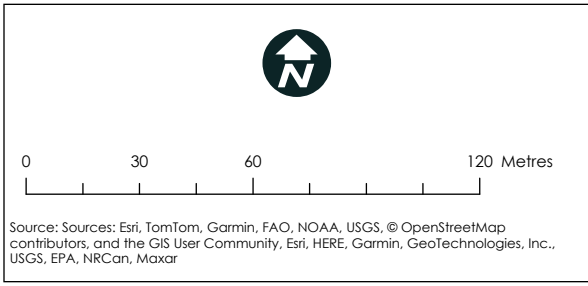 N
0 30 60 120 Metres
Source: Sources: Esri, TomTom, Garmin, FAO, NOAA, USGS, © OpenStreetMap
contributors, and the GIS User Community, Esri, HERE, Garmin, GeoTechnologies, Inc.,
USGS, EPA, NRCan, Maxar